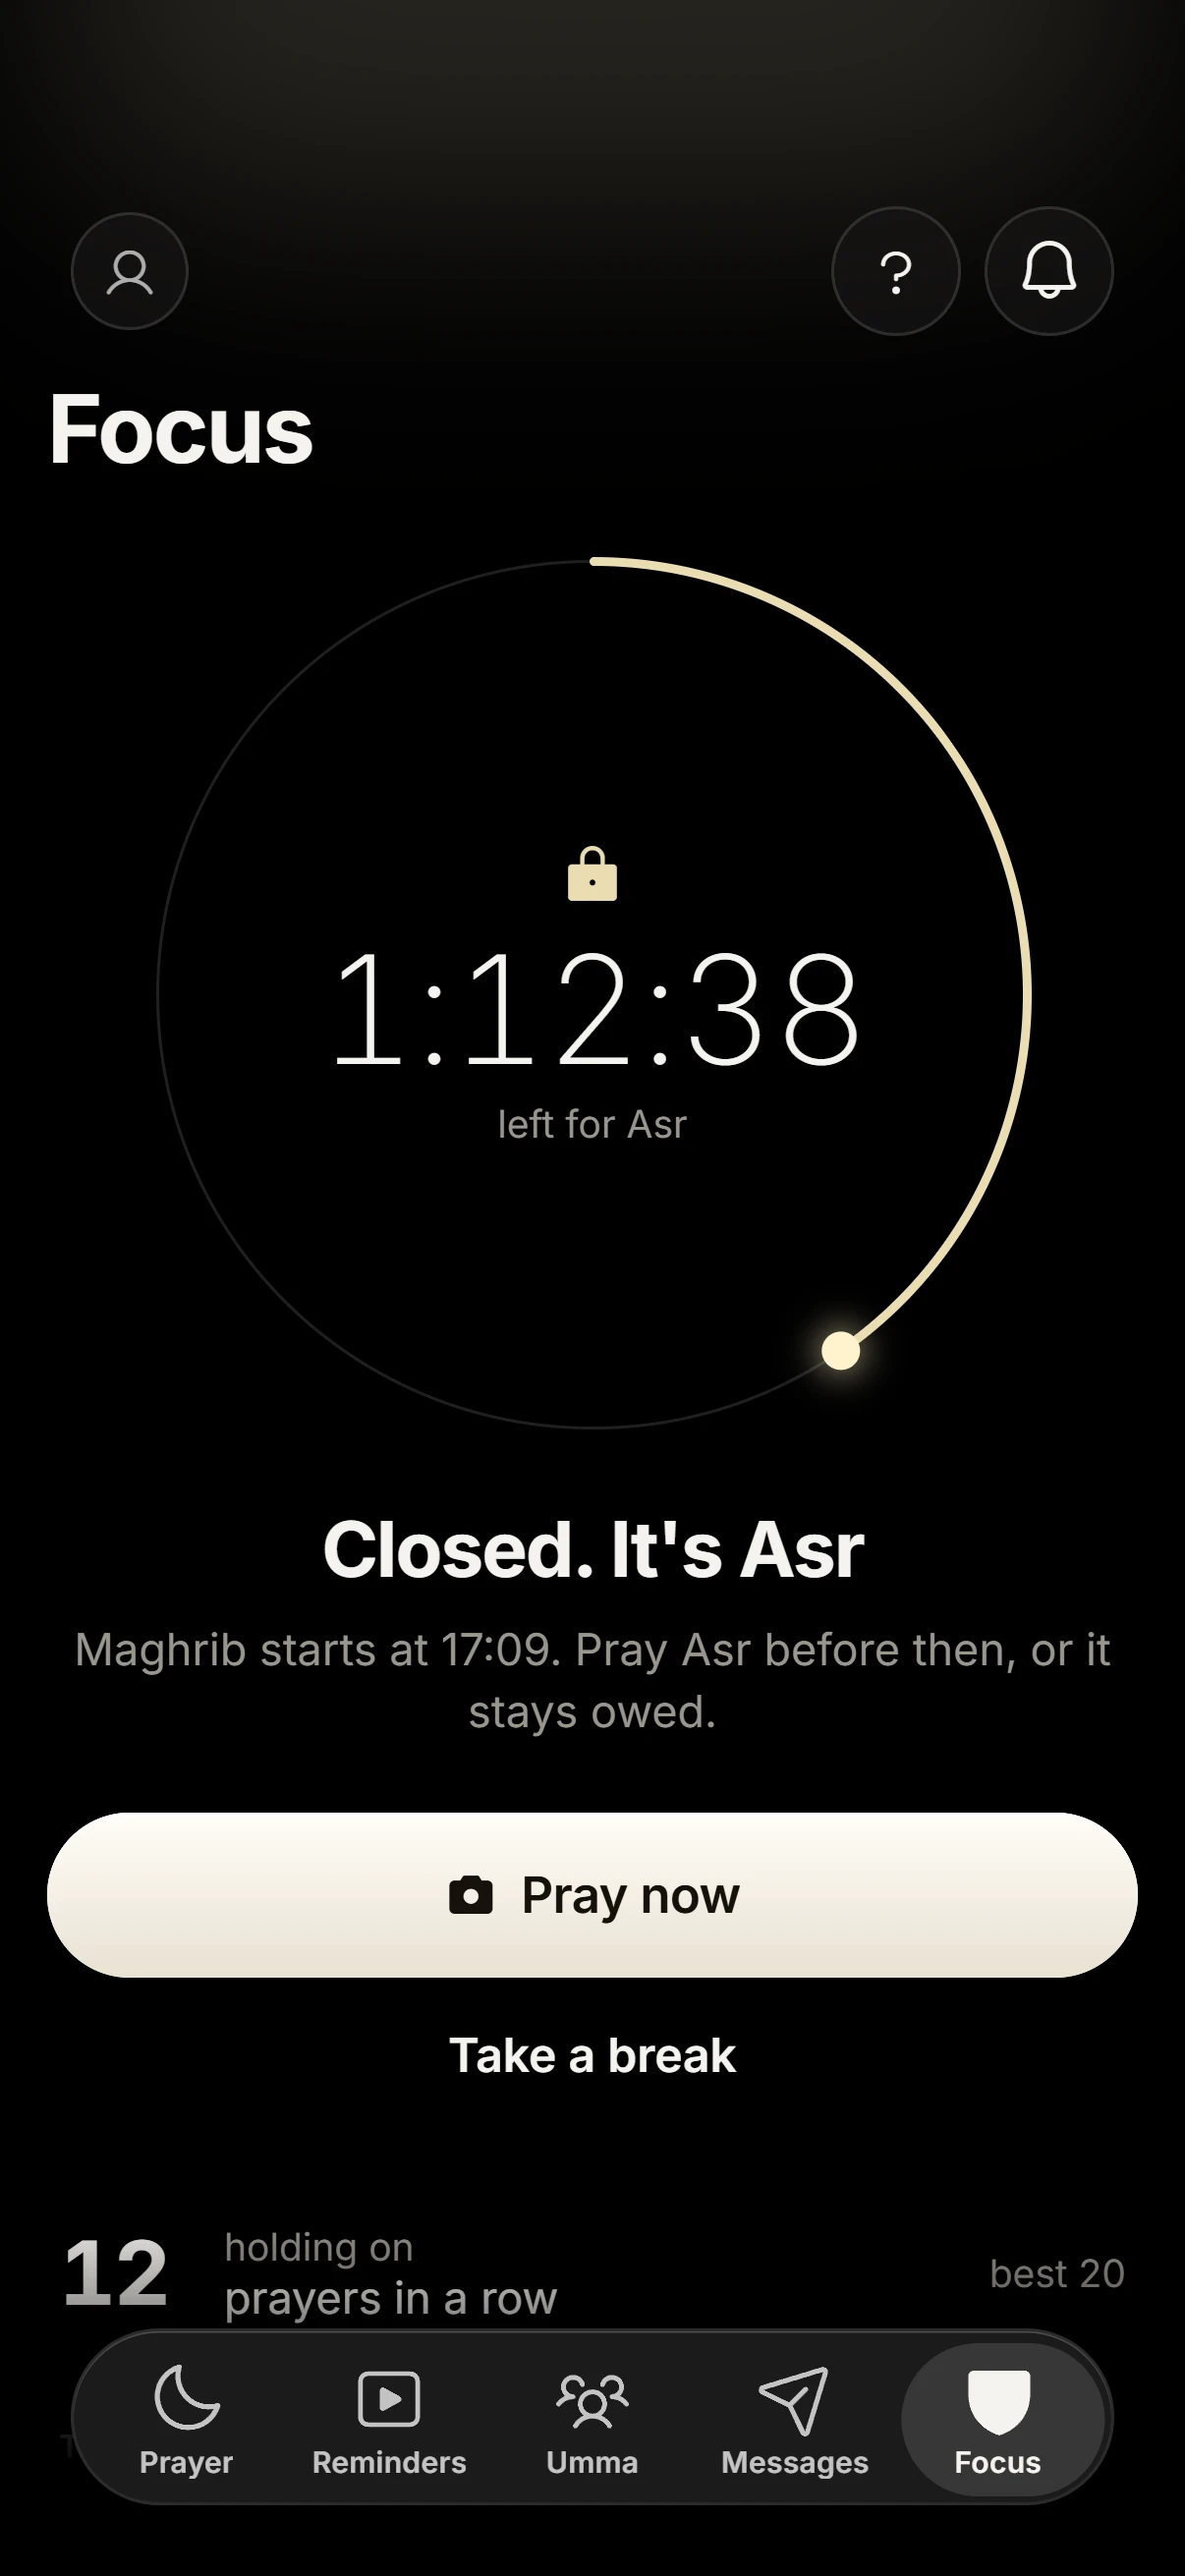 Focus
1:12:38
left for Asr
Closed. It's Asr
Maghrib starts at 17:09. Pray Asr before then, or it
stays owed.
Pray now
Take a break
12
holding on
prayers in a row
best 20
Prayer
Reminders
Umma
Messages
Focus